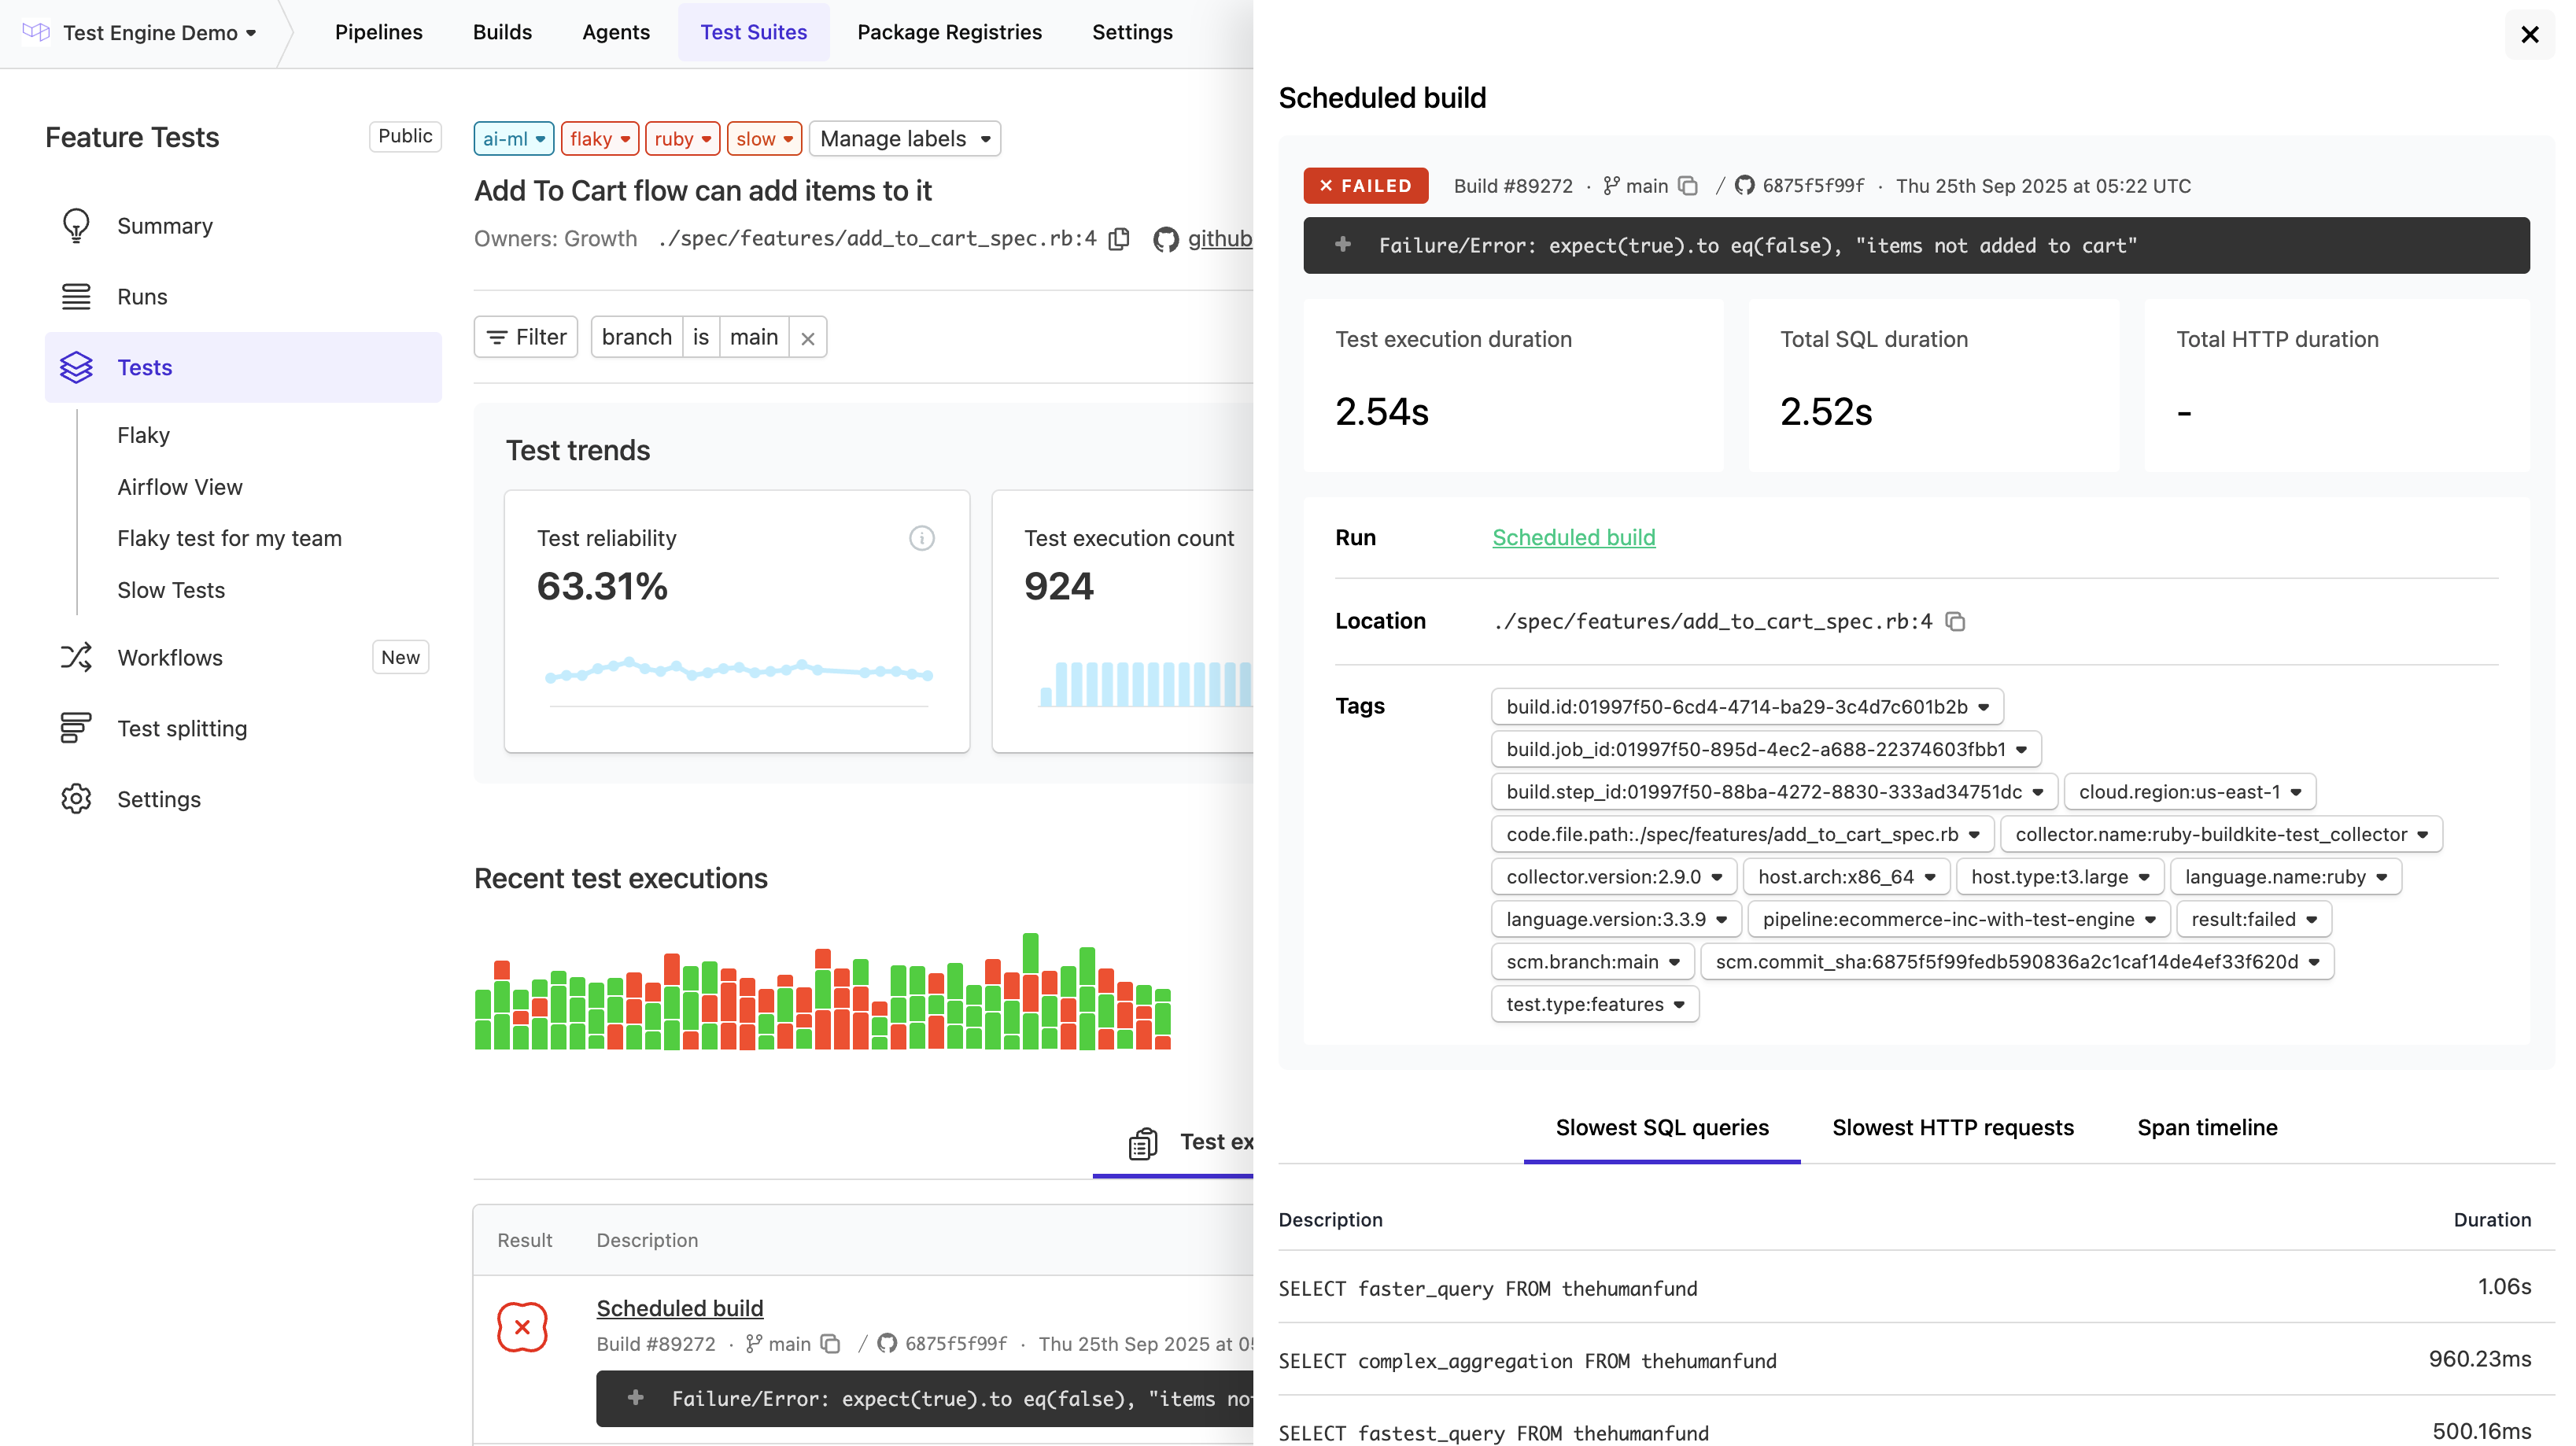 Test Engine Demo
Pipelines
Builds
Agents
Test Suites
Package Registries
Settings
Feature Tests
Public
Summary
Runs
Tests
Flaky
Airflow View
Flaky test for my team
Slow Tests
Workflows
New
Test splitting
Settings
ai-ml
flaky
ruby
slow
Manage labels
Add To Cart flow can add items to it
Owners: Growth ./spec/features/add_to_cart_spec.rb:4 github
Filter
branch is main
Test trends
Test reliability
63.31%
Test execution count
924
Recent test executions
Test ex
Result Description
Scheduled build
Build #89272 · main / 6875f5f99f · Thu 25th Sep 2025 at 05
+ Failure/Error: expect(true).to eq(false), "items no
Scheduled build
FAILED
Build #89272 · main / 6875f5f99f · Thu 25th Sep 2025 at 05:22 UTC
+ Failure/Error: expect(true).to eq(false), "items not added to cart"
Test execution duration
2.54s
Total SQL duration
2.52s
Total HTTP duration
-
Run Scheduled build
Location ./spec/features/add_to_cart_spec.rb:4
Tags
build.id:01997f50-6cd4-4714-ba29-3c4d7c601b2b
build.job_id:01997f50-895d-4ec2-a688-22374603fbb1
build.step_id:01997f50-88ba-4272-8830-333ad34751dc cloud.region:us-east-1
code.file.path:./spec/features/add_to_cart_spec.rb collector.name:ruby-buildkite-test_collector
collector.version:2.9.0 host.arch:x86_64 host.type:t3.large language.name:ruby
language.version:3.3.9 pipeline:ecommerce-inc-with-test-engine result:failed
scm.branch:main scm.commit_sha:6875f5f99fedb590836a2c1caf14de4ef33f620d
test.type:features
Slowest SQL queries
Slowest HTTP requests
Span timeline
Description Duration
SELECT faster_query FROM thehumanfund 1.06s
SELECT complex_aggregation FROM thehumanfund 960.23ms
SELECT fastest_query FROM thehumanfund 500.16ms